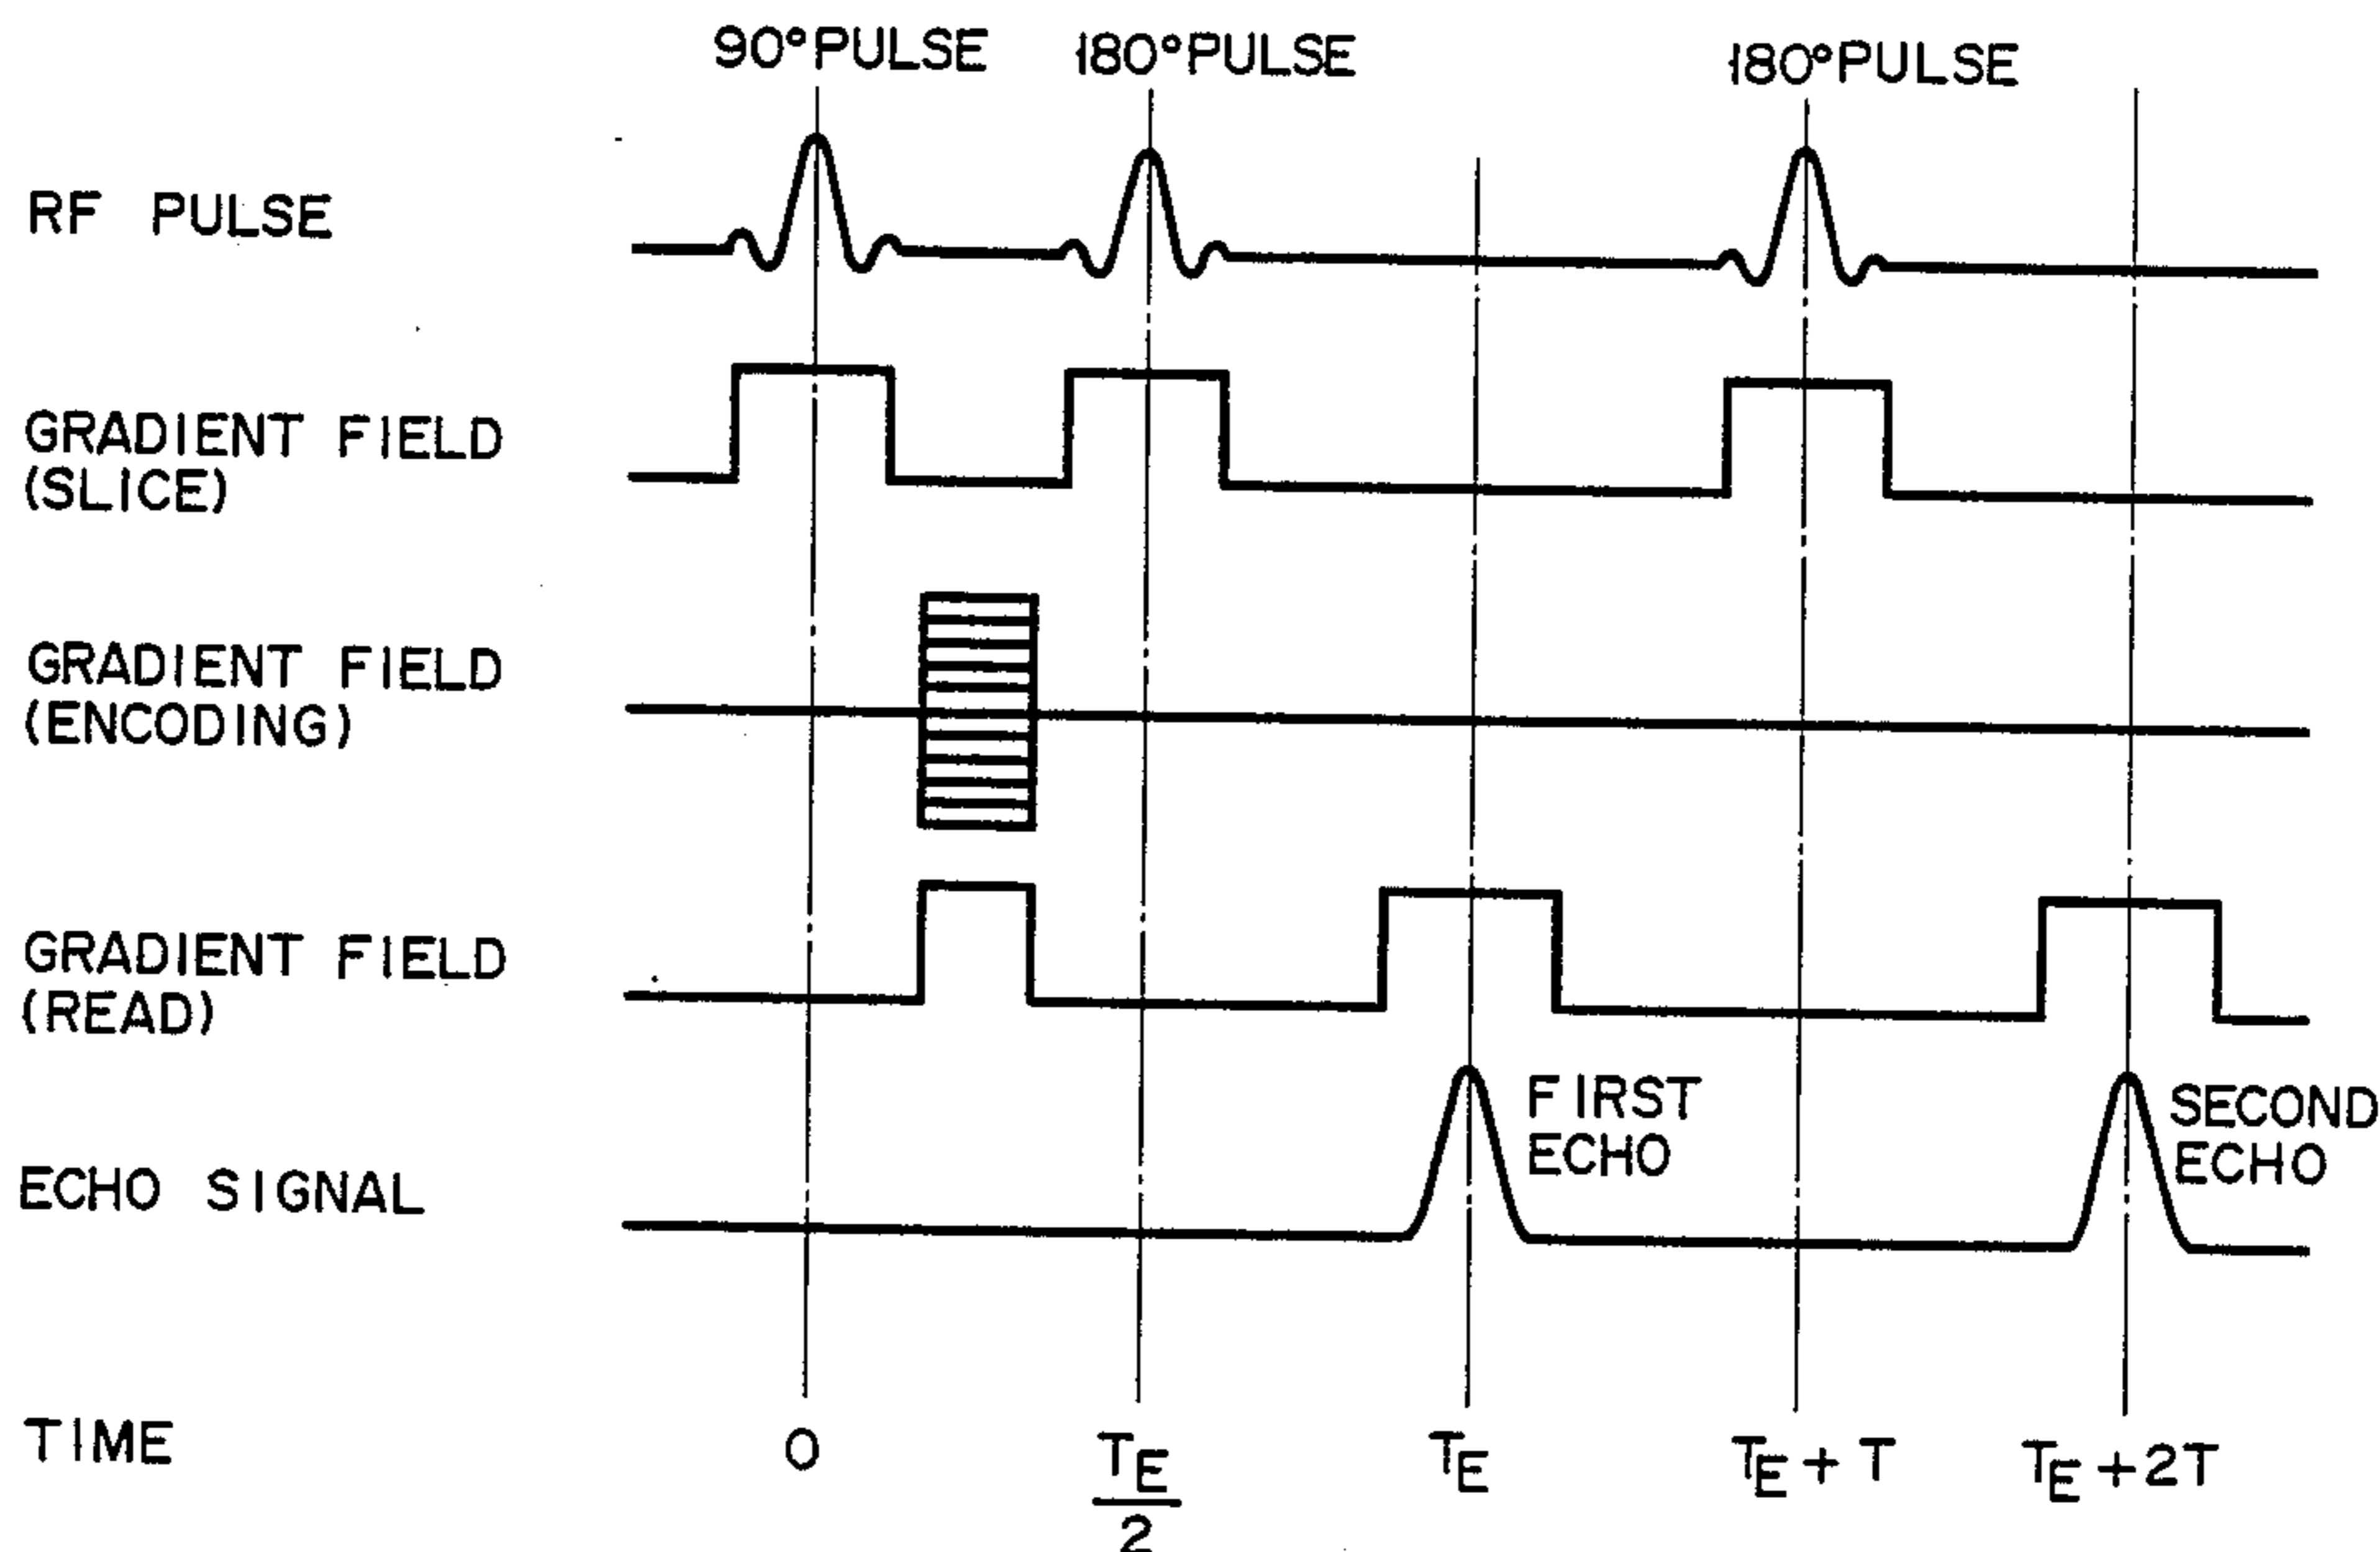 90°PULSE 180°PULSE 180°PULSE
RF PULSE
GRADIENT FIELD
(SLICE)
GRADIENT FIELD
(ENCODING)
GRADIENT FIELD
(READ)
FIRST
ECHO
SECOND
ECHO
ECHO SIGNAL
TIME 0 TE/2 TE TE+T TE+2T